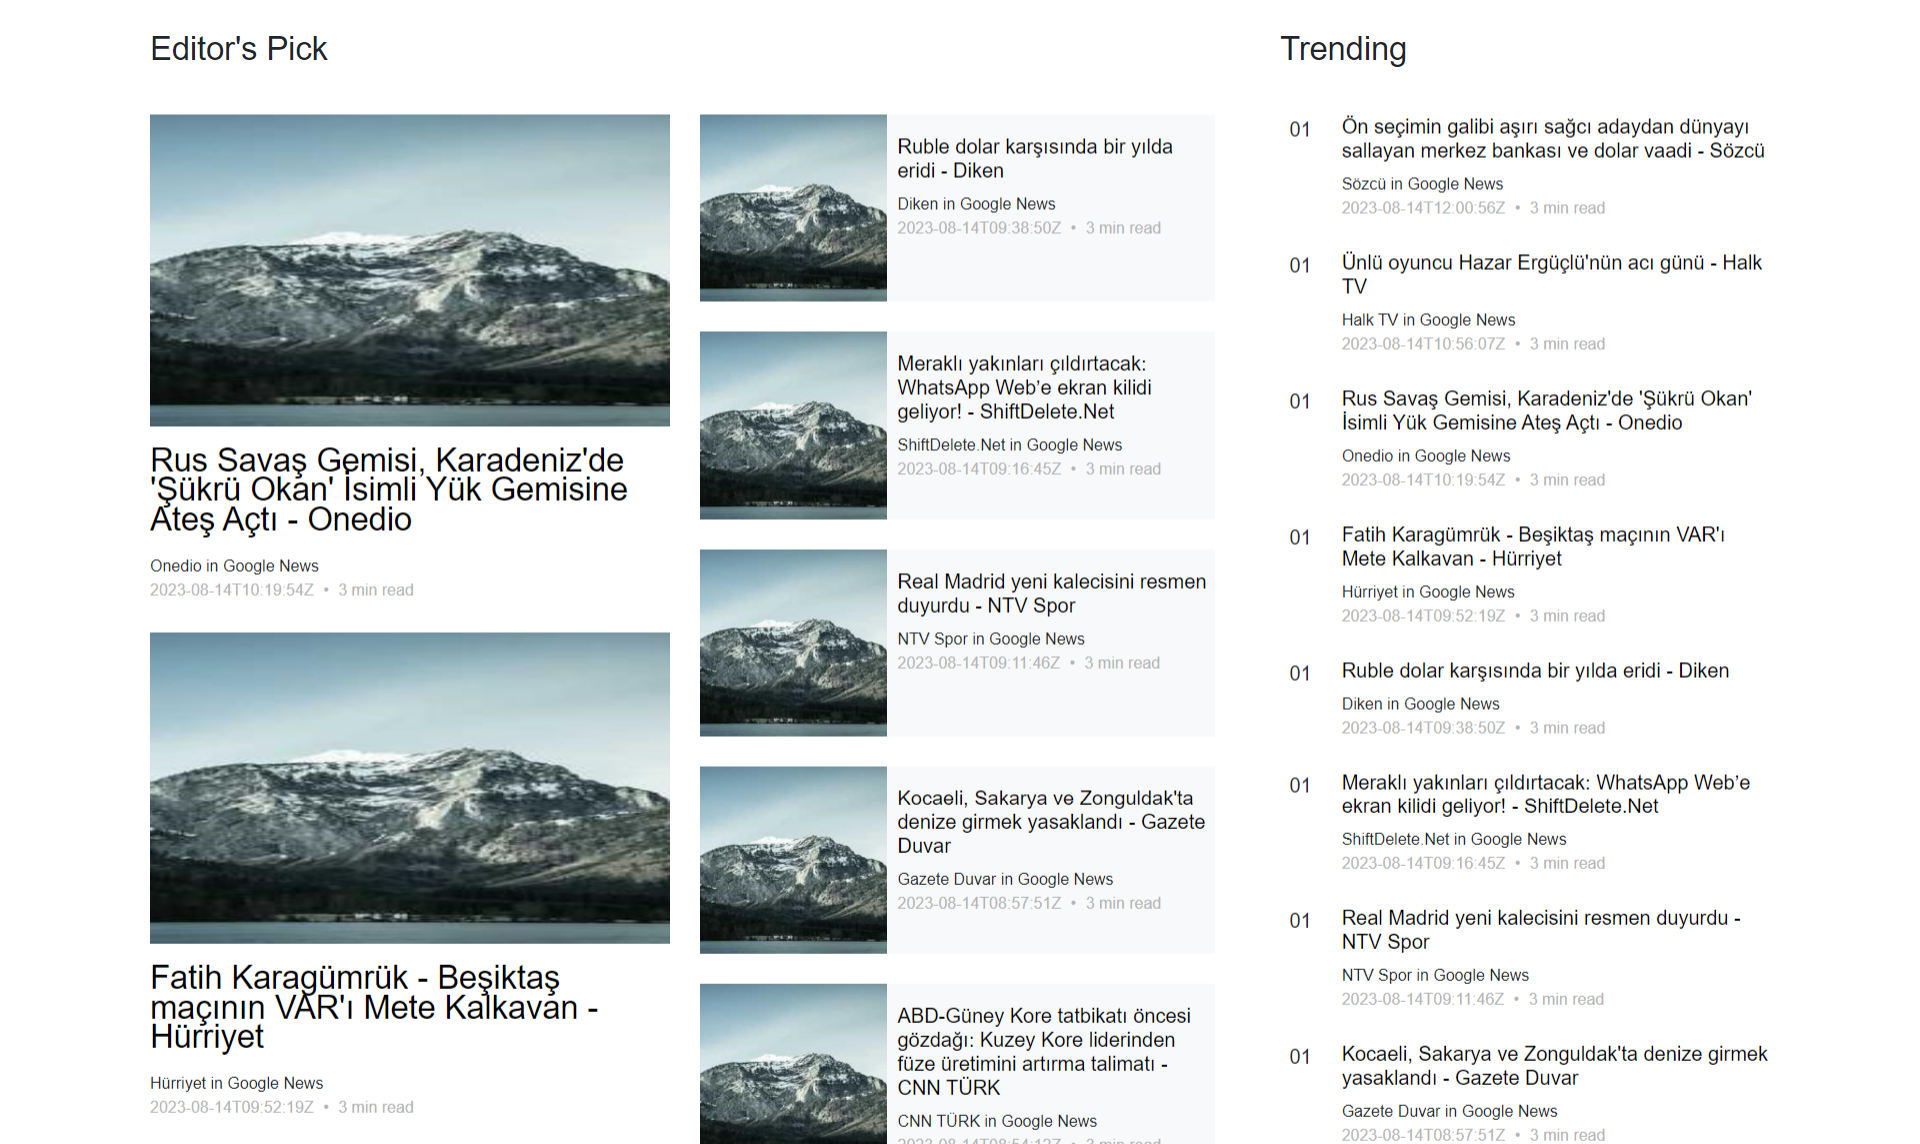 Editor's Pick
Rus Savaş Gemisi, Karadeniz'de
'Şükrü Okan' İsimli Yük Gemisine
Ateş Açtı - Onedio
Onedio in Google News
2023-08-14T10:19:54Z • 3 min read
Fatih Karagümrük - Beşiktaş
maçının VAR'ı Mete Kalkavan -
Hürriyet
Hürriyet in Google News
2023-08-14T09:52:19Z • 3 min read
Ruble dolar karşısında bir yılda
eridi - Diken
Diken in Google News
2023-08-14T09:38:50Z • 3 min read
Meraklı yakınları çıldırtacak:
WhatsApp Web’e ekran kilidi
geliyor! - ShiftDelete.Net
ShiftDelete.Net in Google News
2023-08-14T09:16:45Z • 3 min read
Real Madrid yeni kalecisini resmen
duyurdu - NTV Spor
NTV Spor in Google News
2023-08-14T09:11:46Z • 3 min read
Kocaeli, Sakarya ve Zonguldak'ta
denize girmek yasaklandı - Gazete
Duvar
Gazete Duvar in Google News
2023-08-14T08:57:51Z • 3 min read
ABD-Güney Kore tatbikatı öncesi
gözdağı: Kuzey Kore liderinden
füze üretimini artırma talimatı -
CNN TÜRK
CNN TÜRK in Google News
3 min read
Trending
01
Ön seçimin galibi aşırı sağcı adaydan dünyayı
sallayan merkez bankası ve dolar vaadi - Sözcü
Sözcü in Google News
2023-08-14T12:00:56Z • 3 min read
01
Ünlü oyuncu Hazar Ergüçlü'nün acı günü - Halk
TV
Halk TV in Google News
2023-08-14T10:56:07Z • 3 min read
01
Rus Savaş Gemisi, Karadeniz'de 'Şükrü Okan'
İsimli Yük Gemisine Ateş Açtı - Onedio
Onedio in Google News
2023-08-14T10:19:54Z • 3 min read
01
Fatih Karagümrük - Beşiktaş maçının VAR'ı
Mete Kalkavan - Hürriyet
Hürriyet in Google News
2023-08-14T09:52:19Z • 3 min read
01
Ruble dolar karşısında bir yılda eridi - Diken
Diken in Google News
2023-08-14T09:38:50Z • 3 min read
01
Meraklı yakınları çıldırtacak: WhatsApp Web’e
ekran kilidi geliyor! - ShiftDelete.Net
ShiftDelete.Net in Google News
2023-08-14T09:16:45Z • 3 min read
01
Real Madrid yeni kalecisini resmen duyurdu -
NTV Spor
NTV Spor in Google News
2023-08-14T09:11:46Z • 3 min read
01
Kocaeli, Sakarya ve Zonguldak'ta denize girmek
yasaklandı - Gazete Duvar
Gazete Duvar in Google News
2023-08-14T08:57:51Z • 3 min read